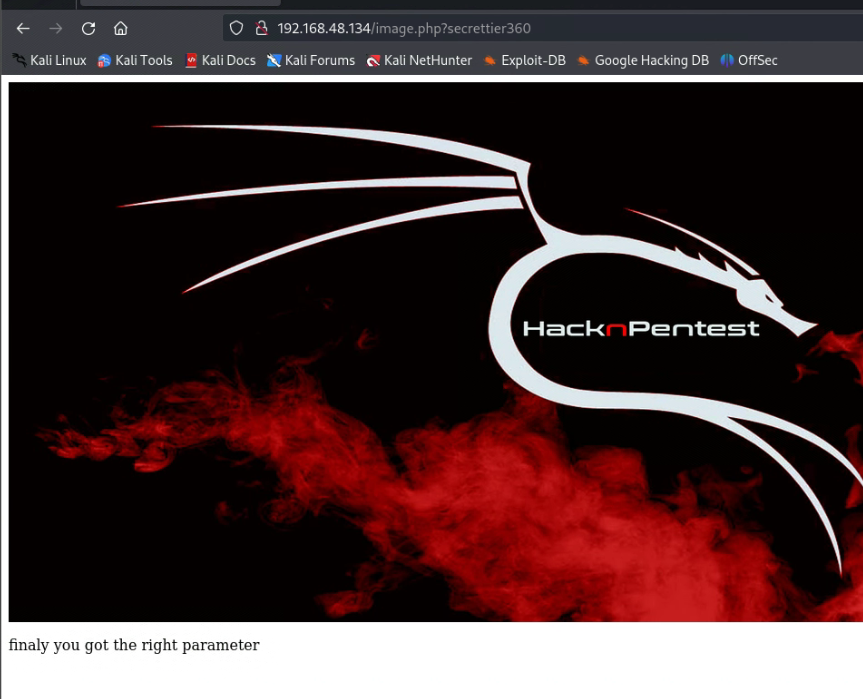 192.168.48.134/image.php?secrettier360
Kali Linux Kali Tools Kali Docs Kali Forums Kali NetHunter Exploit-DB Google Hacking DB OffSec
HacknPentest
finaly you got the right parameter